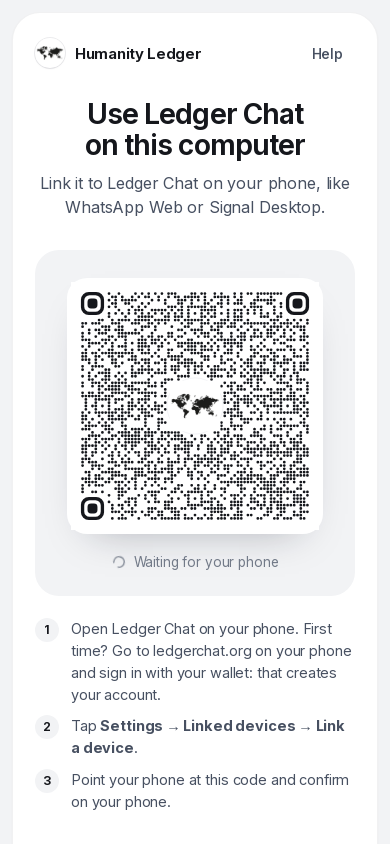 Humanity Ledger
Help
Use Ledger Chat
on this computer
Link it to Ledger Chat on your phone, like
WhatsApp Web or Signal Desktop.
Waiting for your phone
1 Open Ledger Chat on your phone. First
time? Go to ledgerchat.org on your phone
and sign in with your wallet: that creates
your account.
2 Tap Settings → Linked devices → Link
a device.
3 Point your phone at this code and confirm
on your phone.